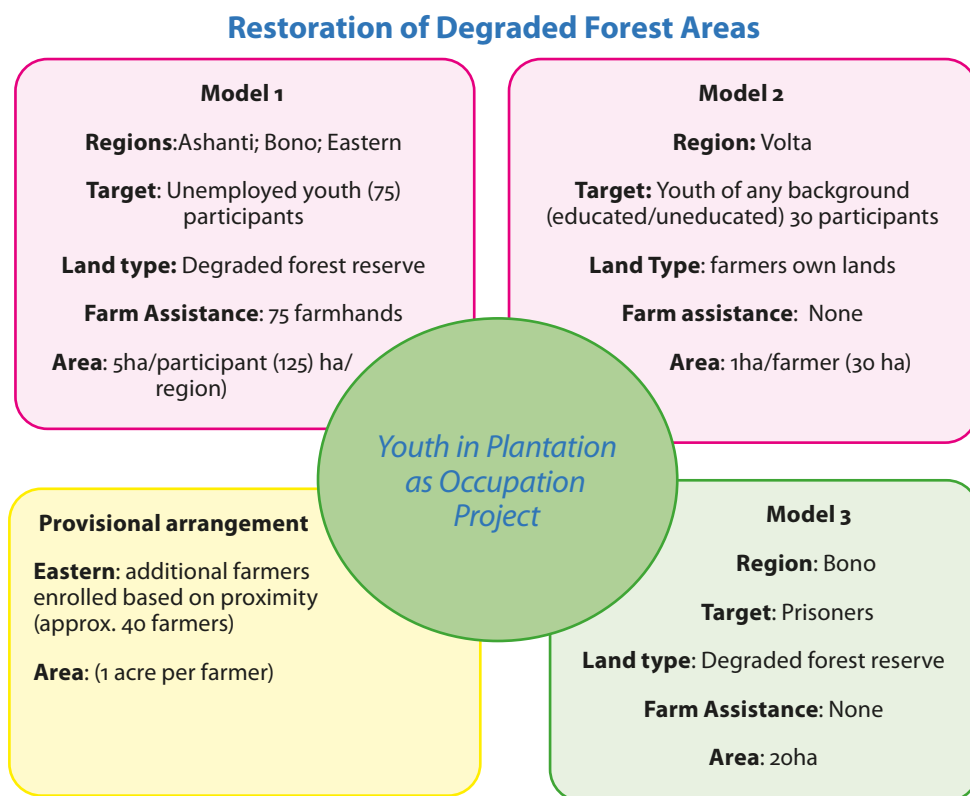 Restoration of Degraded Forest Areas
Model 1
Regions:Ashanti; Bono; Eastern
Target: Unemployed youth (75)
participants
Land type: Degraded forest reserve
Farm Assistance: 75 farmhands
Area: 5ha/participant (125) ha/
region)
Model 2
Region: Volta
Target: Youth of any background
(educated/uneducated) 30 participants
Land Type: farmers own lands
Farm assistance: None
Area: 1ha/farmer (30 ha)
Youth in Plantation
as Occupation
Project
Provisional arrangement
Eastern: additional farmers
enrolled based on proximity
(approx. 40 farmers)
Area: (1 acre per farmer)
Model 3
Region: Bono
Target: Prisoners
Land type: Degraded forest reserve
Farm Assistance: None
Area: 20ha